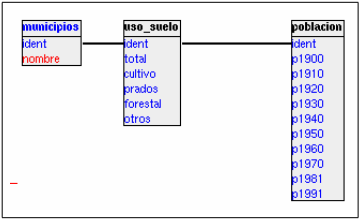 municipios
ident
nombre
uso_suelo
ident
total
cultivo
prados
forestal
otros
poblacion
ident
p1900
p1910
p1920
p1930
p1940
p1950
p1960
p1970
p1981
p1991